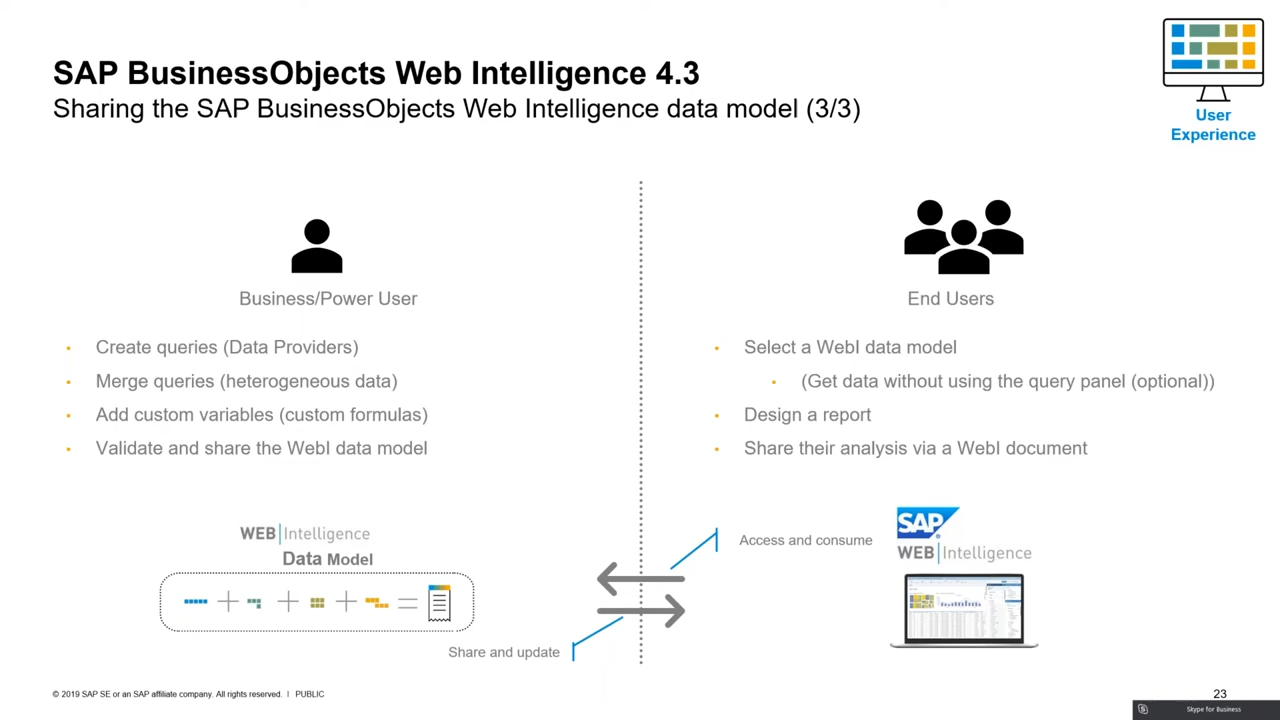 SAP BusinessObjects Web Intelligence 4.3
Sharing the SAP BusinessObjects Web Intelligence data model (3/3)
User
Experience
Business/Power User
• Create queries (Data Providers)
• Merge queries (heterogeneous data)
• Add custom variables (custom formulas)
• Validate and share the WebI data model
End Users
• Select a WebI data model
• (Get data without using the query panel (optional))
• Design a report
• Share their analysis via a WebI document
WEB|Intelligence
Data Model
Access and consume
Share and update
SAP
WEB|Intelligence
© 2019 SAP SE or an SAP affiliate company. All rights reserved. | PUBLIC
23
Skype for Business